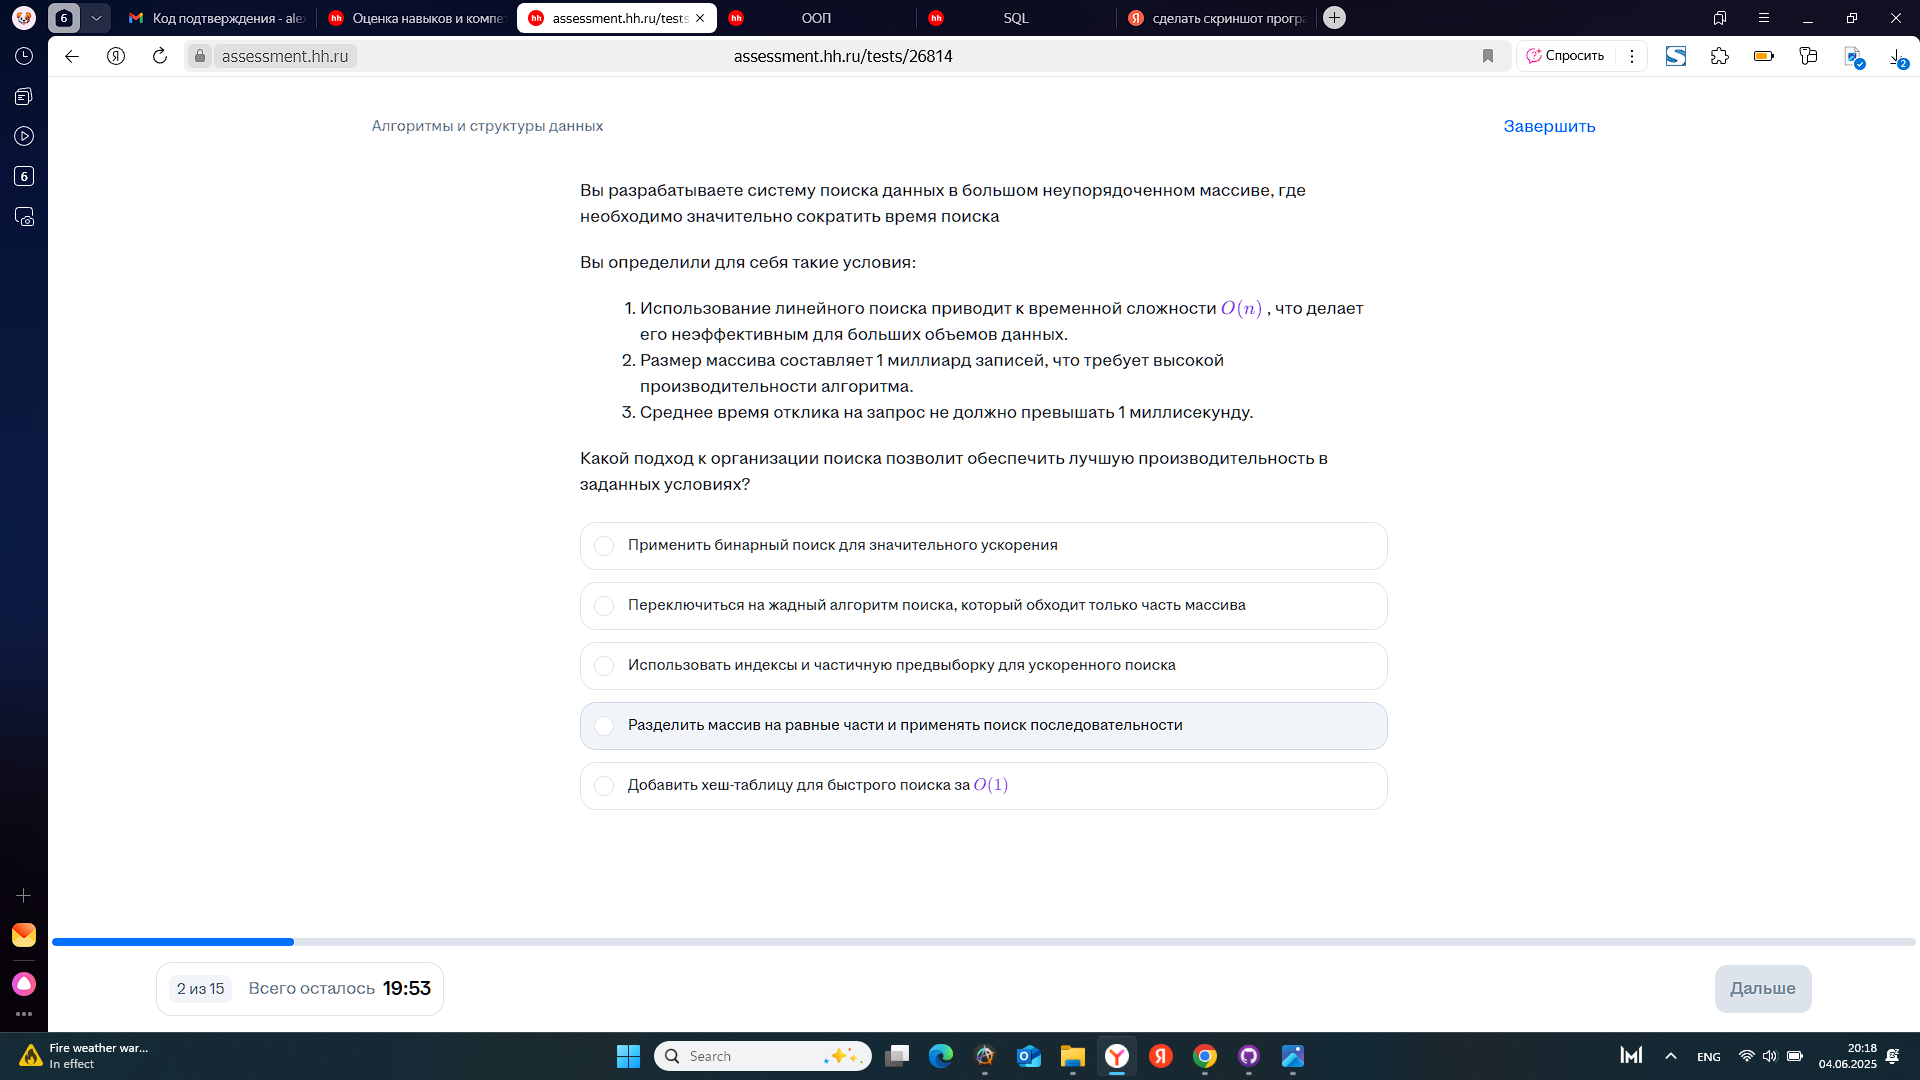 6
Код подтверждения - ale
Оценка навыков и компе
assessment.hh.ru/tests
ООП
SQL
сделать скриншот програ
assessment.hh.ru
assessment.hh.ru/tests/26814
Спросить
2
6
Алгоритмы и структуры данных
Завершить
Вы разрабатываете систему поиска данных в большом неупорядоченном массиве, где
необходимо значительно сократить время поиска
Вы определили для себя такие условия:
1. Использование линейного поиска приводит к временной сложности O(n) , что делает
его неэффективным для больших объемов данных.
2. Размер массива составляет 1 миллиард записей, что требует высокой
производительности алгоритма.
3. Среднее время отклика на запрос не должно превышать 1 миллисекунду.
Какой подход к организации поиска позволит обеспечить лучшую производительность в
заданных условиях?
Применить бинарный поиск для значительного ускорения
Переключиться на жадный алгоритм поиска, который обходит только часть массива
Использовать индексы и частичную предвыборку для ускоренного поиска
Разделить массив на равные части и применять поиск последовательности
Добавить хеш-таблицу для быстрого поиска за O(1)
2 из 15
Всего осталось 19:53
Дальше
Fire weather war...
In effect
Search
ENG
20:18
04.06.2025